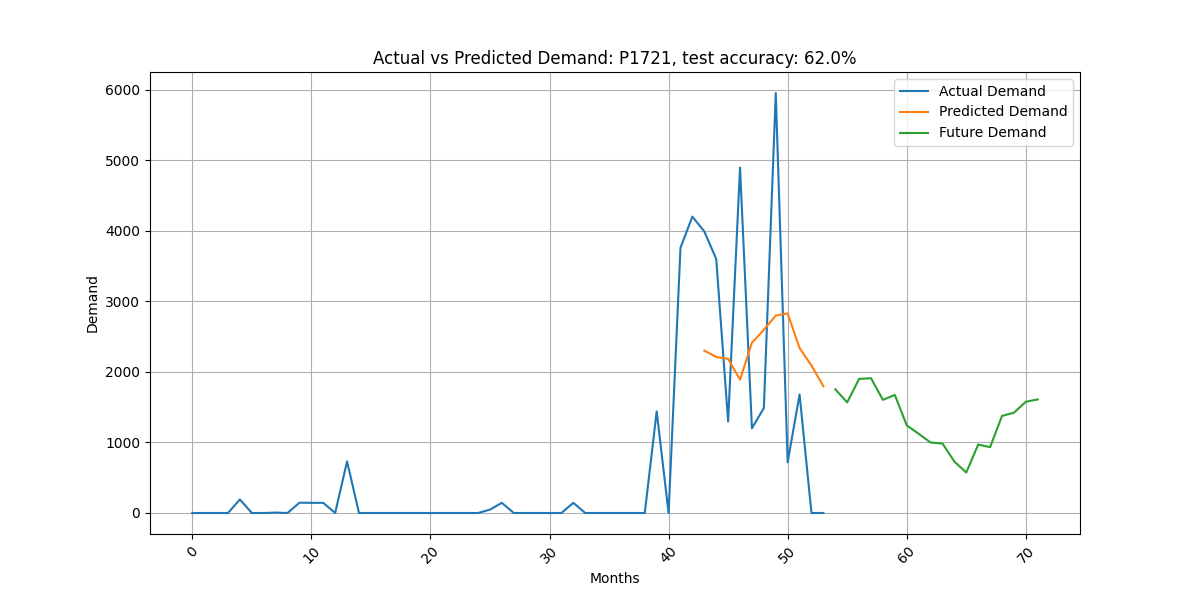 Actual vs Predicted Demand: P1721, test accuracy: 62.0%
Actual Demand
Predicted Demand
Future Demand
Demand
6000
5000
4000
3000
2000
1000
0
0
10
20
30
40
50
60
70
Months